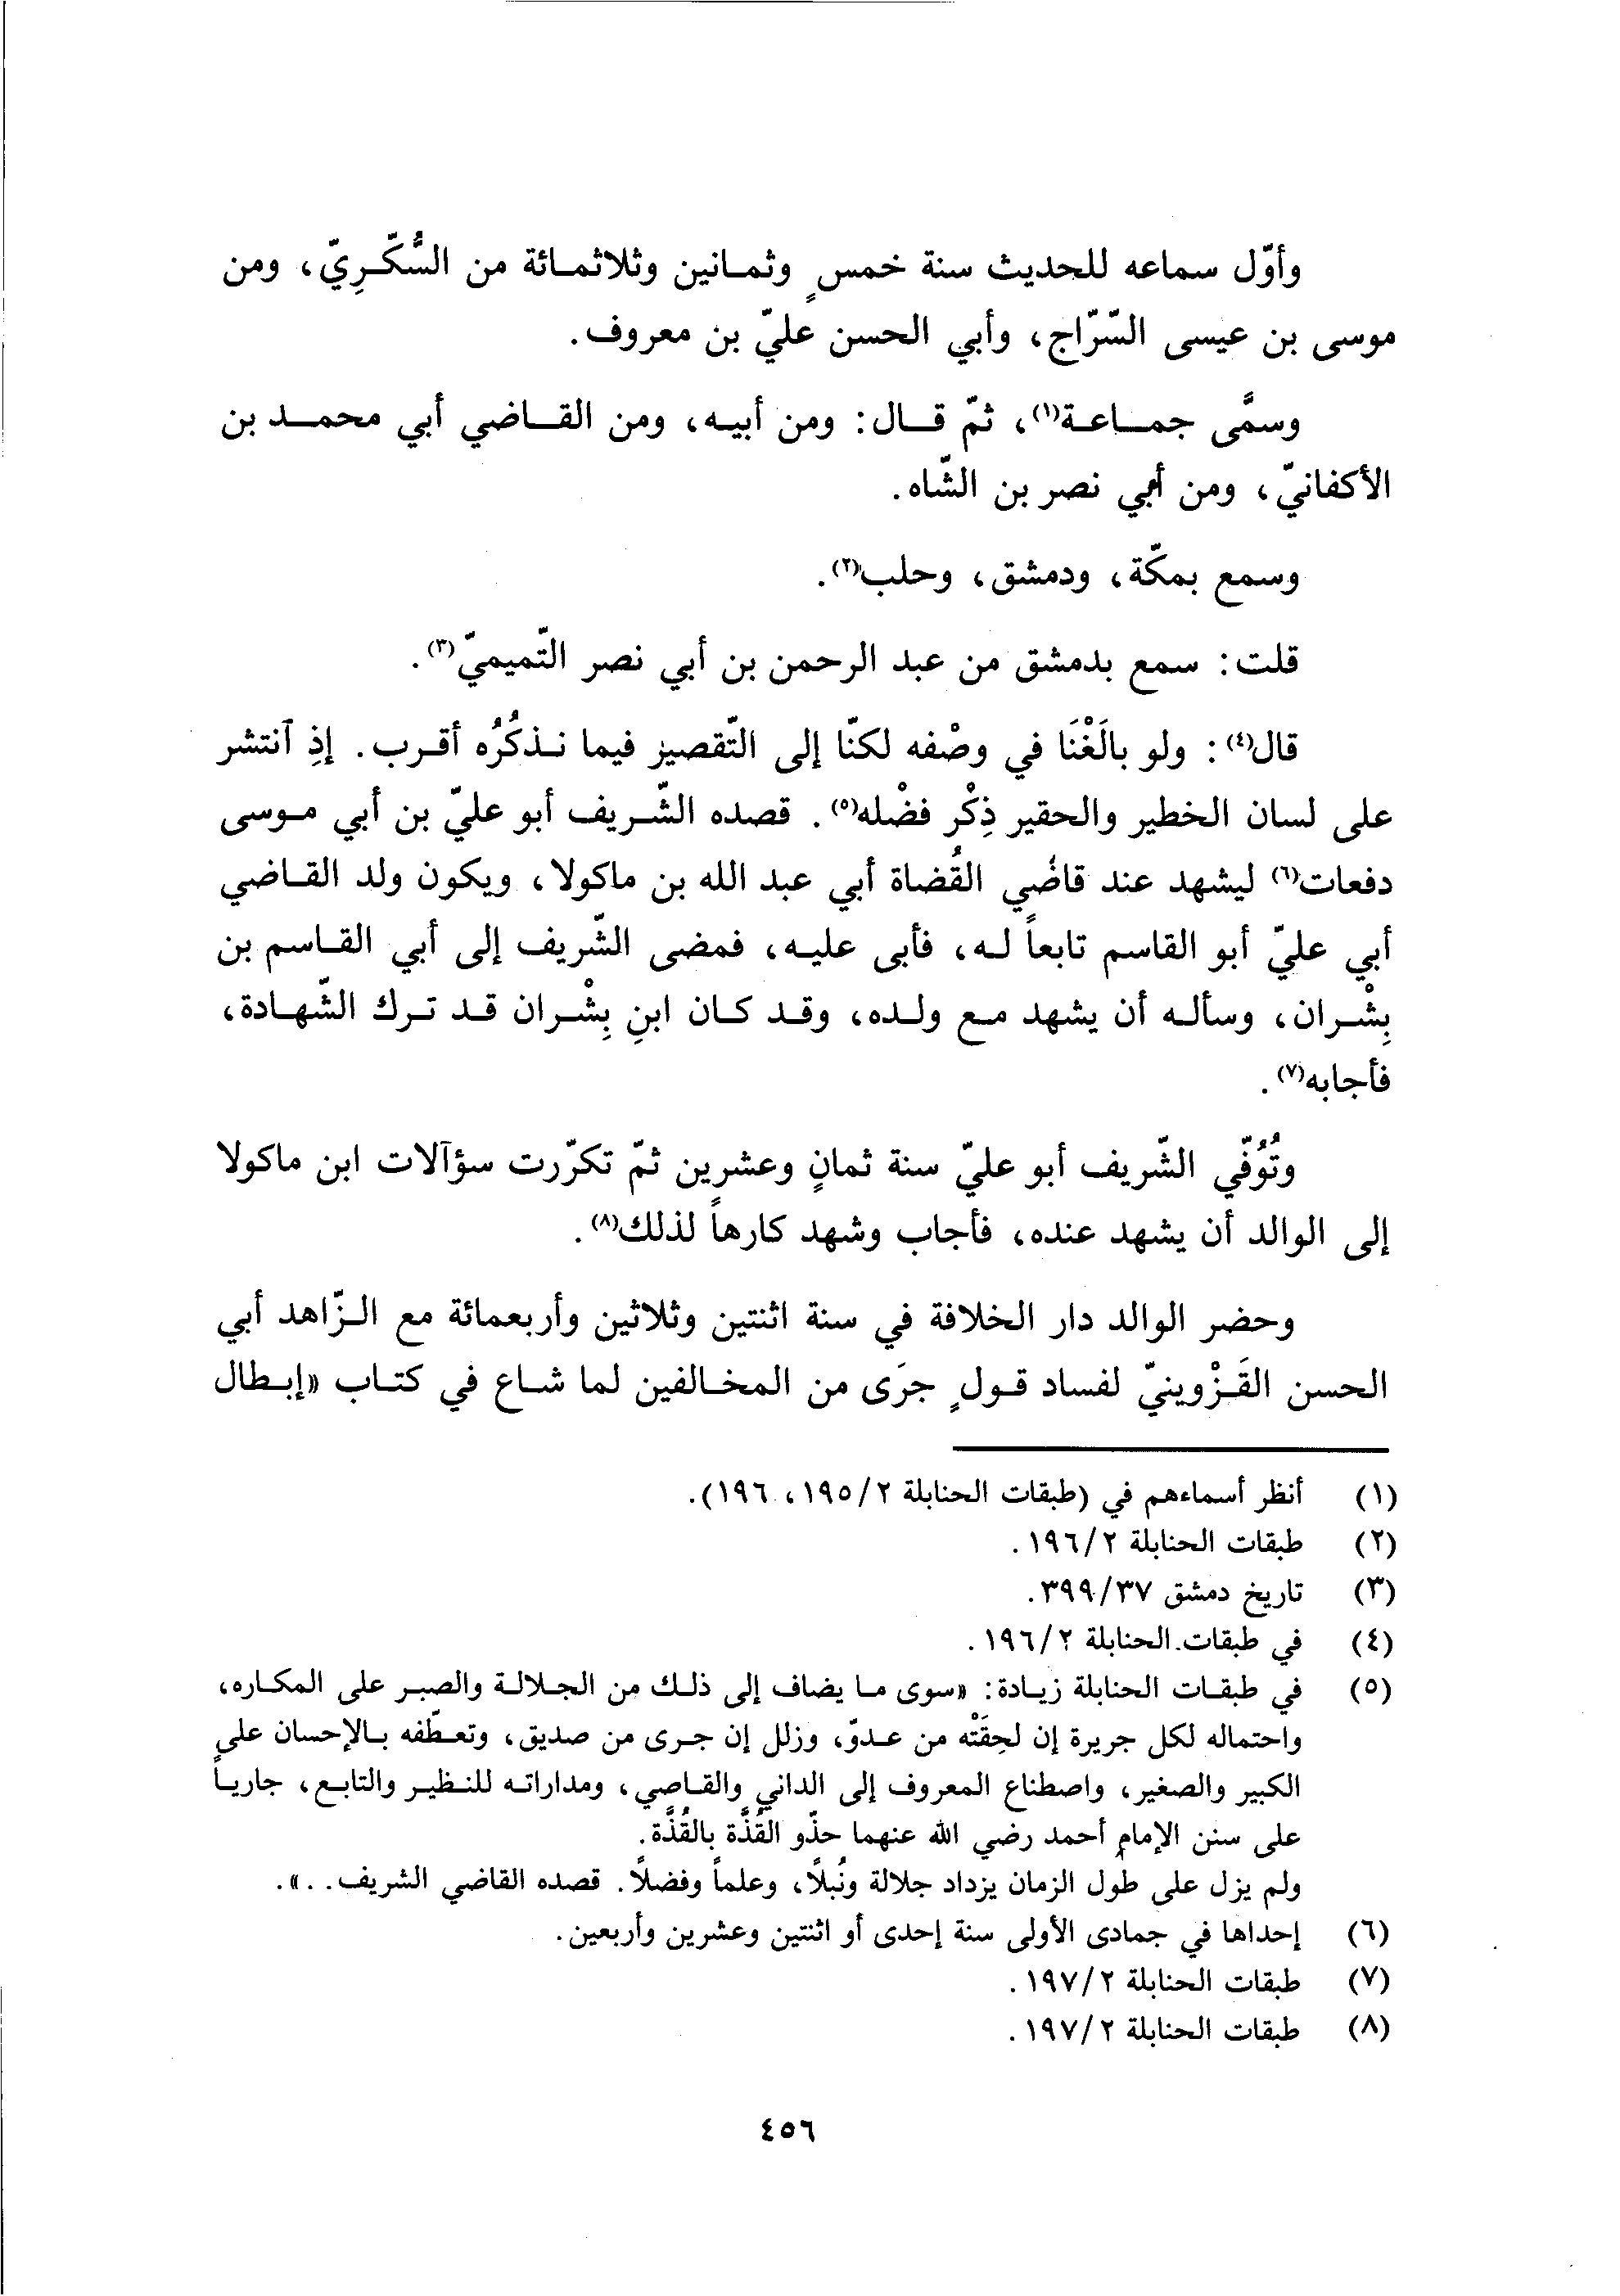 وأوّل سماعه للحديث سنة خمسٍ وثمانين وثلاثمائة من السُّكّرِيّ، ومن
موسى بن عيسى السّرّاج، وأبي الحسن عليّ بن معروف.
وسمَّى جماعة(١)، ثمّ قال: ومن أبيه، ومن القاضي أبي محمد بن
الأكفانيّ، ومن أبي نصر بن الشّاه.
وسمع بمكّة، ودمشق، وحلب(٢).
قلت: سمع بدمشق من عبد الرحمن بن أبي نصر التّميميّ(٣).
قال(٤): ولو بالَغْنَا في وصْفه لكنّا إلى التّقصير فيما نذكُرُه أقرب. إذِ آنتشر
على لسان الخطير والحقير ذِكْر فضْله(٥). قصده الشّريف أبو عليّ بن أبي موسى
دفعات(٦) ليشهد عند قاضي القُضاة أبي عبد الله بن ماكولا، ويكون ولد القاضي
أبي عليّ أبو القاسم تابعاً له، فأبى عليه، فمضى الشّريف إلى أبي القاسم بن
بِشْران، وسأله أن يشهد مع ولده، وقد كان ابنِ بِشْران قد ترك الشّهادة،
فأجابه(٧).
وتُوُفّي الشّريف أبو عليّ سنة ثمانٍ وعشرين ثمّ تكرّرت سؤآلات ابن ماكولا
إلى الوالد أن يشهد عنده، فأجاب وشهد كارهاً لذلك(٨).
وحضر الوالد دار الخلافة في سنة اثنتين وثلاثين وأربعمائة مع الزّاهد أبي
الحسن القَزْوينيّ لفساد قولٍ جرَى من المخالفين لما شاع في كتاب «إبطال
(١) أنظر أسماءهم في (طبقات الحنابلة ١٩٥/٢، ١٩٦).
(٢) طبقات الحنابلة ١٩٦/٢.
(٣) تاريخ دمشق ٣٩٩/٣٧.
(٤) في طبقات الحنابلة ١٩٦/٢.
(٥) في طبقات الحنابلة زيادة: «سوى ما يضاف إلى ذلك من الجلالة والصبر على المكاره،
واحتماله لكل جريرة إن لحِقَتْه من عدوّ، وزلل إن جرى من صديق، وتعطّفه بالإحسان على
الكبير والصغير، واصطناع المعروف إلى الداني والقاصي، ومداراته للنظير والتابع، جارياً
على سنن الإمام أحمد رضي الله عنهما حذّو القُذَّة بالقُذَّة.
ولم يزل على طول الزمان يزداد جلالة ونُبلًا، وعلماً وفضلًا. قصده القاضي الشريف...».
(٦) إحداها في جمادى الأولى سنة إحدى أو اثنتين وعشرين وأربعين.
(٧) طبقات الحنابلة ١٩٧/٢.
(٨) طبقات الحنابلة ١٩٧/٢.
٤٥٦